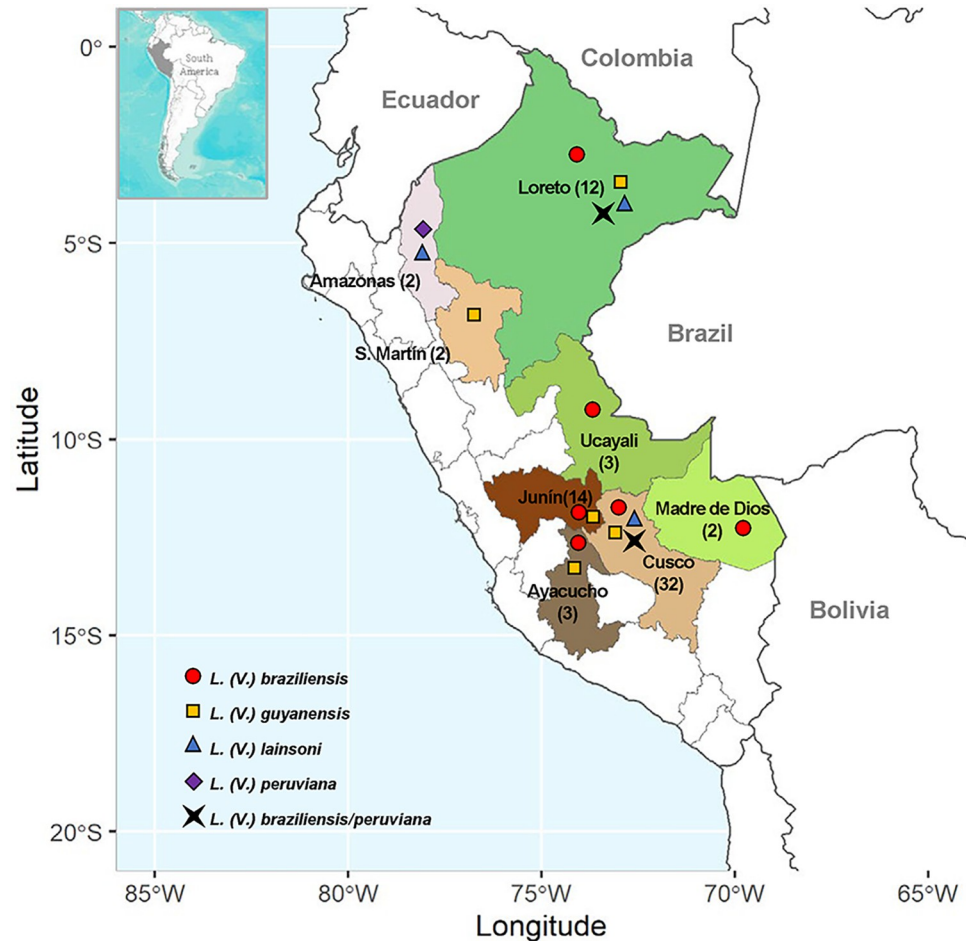 South
America
0°
5°S
10°S
15°S
20°S
Latitude
Colombia
Ecuador
Loreto (12)
Amazonas (2)
S. Martín (2)
Brazil
Ucayali
(3)
Junín(14)
Madre de Dios
(2)
Cusco
(32)
Ayacucho
(3)
Bolivia
L. (V.) braziliensis
L. (V.) guyanensis
L. (V.) lainsoni
L. (V.) peruviana
L. (V.) braziliensis/peruviana
85°W 80°W 75°W 70°W 65°W
Longitude